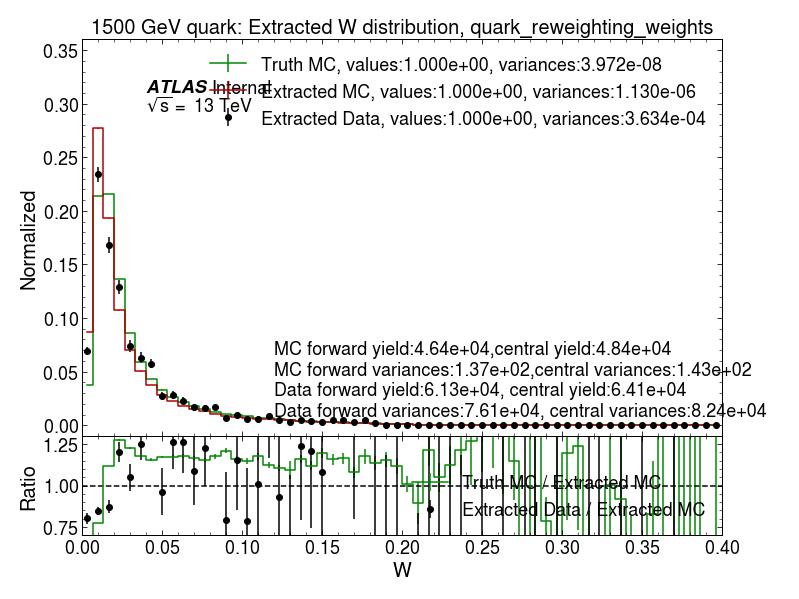 1500 GeV quark: Extracted W distribution, quark_reweighting_weights
Truth MC, values:1.000e+00, variances:3.972e-08
ATLAS Internal
Extracted MC, values:1.000e+00, variances:1.130e-06
√s = 13 TeV
Extracted Data, values:1.000e+00, variances:3.634e-04
Normalized
0.35
0.30
0.25
0.20
0.15
0.10
0.05
0.00
MC forward yield:4.64e+04,central yield:4.84e+04
MC forward variances:1.37e+02,central variances:1.43e+02
Data forward yield:6.13e+04, central yield:6.41e+04
Data forward variances:7.61e+04, central variances:8.24e+04
Ratio
1.25
1.00
0.75
Truth MC / Extracted MC
Extracted Data / Extracted MC
0.00 0.05 0.10 0.15 0.20 0.25 0.30 0.35 0.40
W